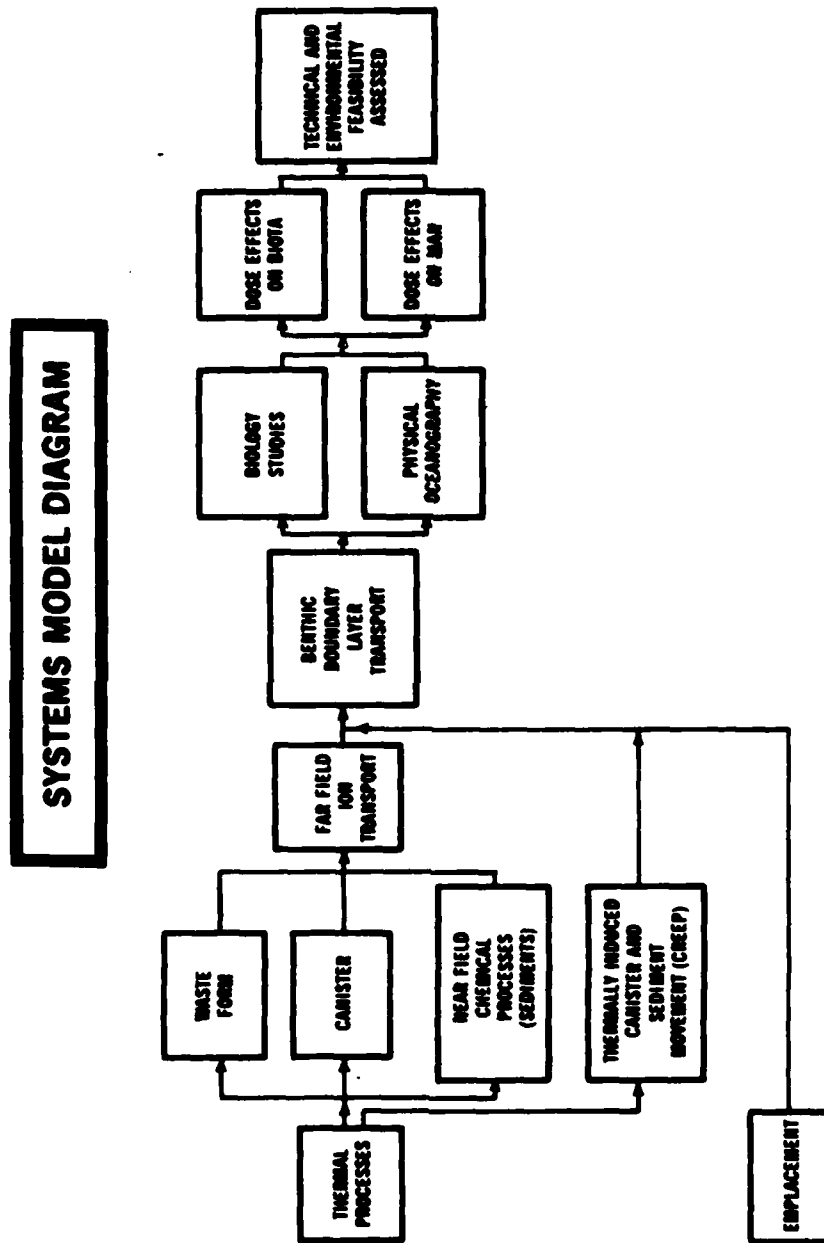 SYSTEMS MODEL DIAGRAM
THERMAL
PROCESSES
EMPLACEMENT
WASTE
FORM
CANISTER
NEAR FIELD
CHEMICAL
PROCESSES
(SEDIMENTS)
THERMALLY INDUCED
CANISTER AND
SEDIMENT
MOVEMENT (CREEP)
FAR FIELD
ION
TRANSPORT
BENTHIC
BOUNDARY
LAYER
TRANSPORT
BIOLOGY
STUDIES
PHYSICAL
OCEANOGRAPHY
DOSE EFFECTS
ON BIOTA
DOSE EFFECTS
ON MAN
TECHNICAL AND
ENVIRONMENTAL
FEASIBILITY
ASSESSED